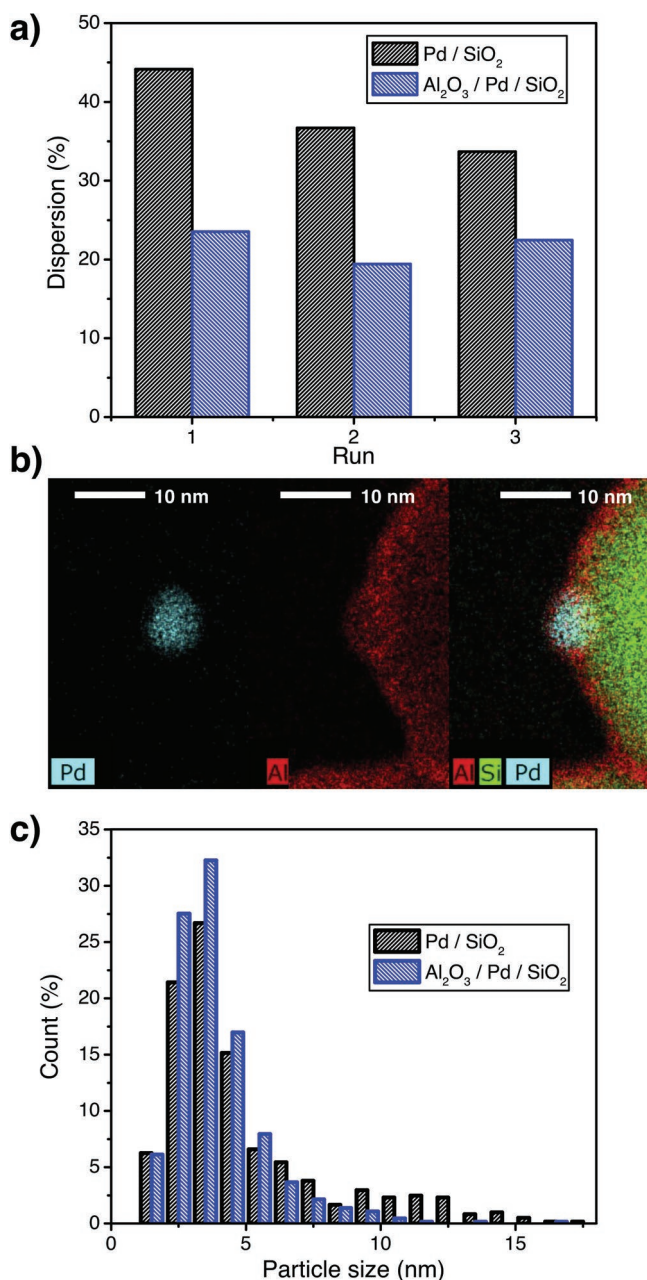 a)
50
40
30
20
10
0
Dispersion (%)
Pd / SiO₂
Al₂O₃ / Pd / SiO₂
1 2 3
Run
b)
10 nm 10 nm 10 nm
Pd Al Al Si Pd
c)
35
30
25
20
15
10
5
0
Count (%)
Pd / SiO₂
Al₂O₃ / Pd / SiO₂
0 5 10 15
Particle size (nm)